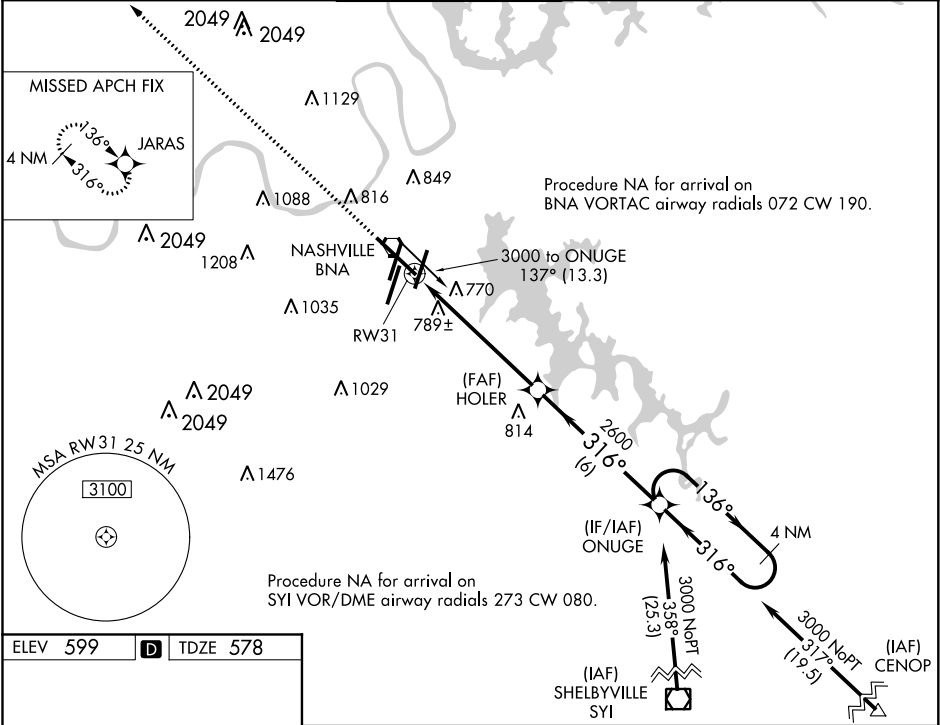 2049
2049
MISSED APCH FIX
136°
JARAS
4 NM
316°
1129
849
1088
816
Procedure NA for arrival on
BNA VORTAC airway radials 072 CW 190.
2049
1208
NASHVILLE
BNA
3000 to ONUGE
137° (13.3)
770
1035
789±
RW31
(FAF)
HOLER
2049
2049
1029
814
2600
316°
(6)
MSA RW31 25 NM
3100
1476
136°
4 NM
316°
(IF/IAF)
ONUGE
Procedure NA for arrival on
SYI VOR/DME airway radials 273 CW 080.
3000 NoPT
358°
(25.3)
3000 NoPT
317°
(19.5)
(IAF)
CENOP
ELEV 599
D
TDZE 578
(IAF)
SHELBYVILLE
SYI